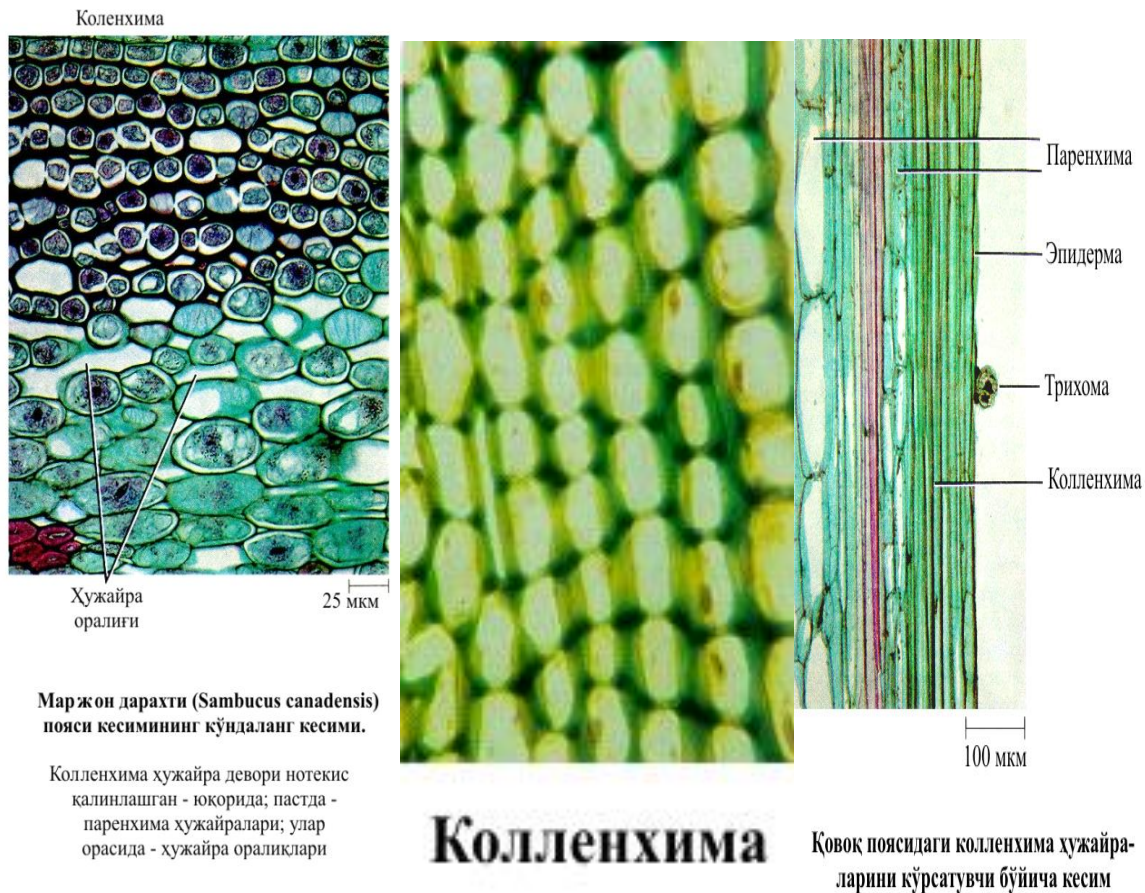 Коленхима
Ҳужайра
оралиғи
25 мкм
Маржон дарахти (Sambucus canadensis)
пояси кесимининг кўндаланг кесими.
Колленхима ҳужайра девори нотекис
қалинлашган - юқорида; пастда -
паренхима ҳужайралари; улар
орасида - ҳужайра оралиқлари
Колленхима
Паренхима
Эпидерма
Трихома
Колленхима
100 мкм
Қовоқ поясидаги колленхима ҳужайра-
ларини кўрсатувчи бўйича кесим